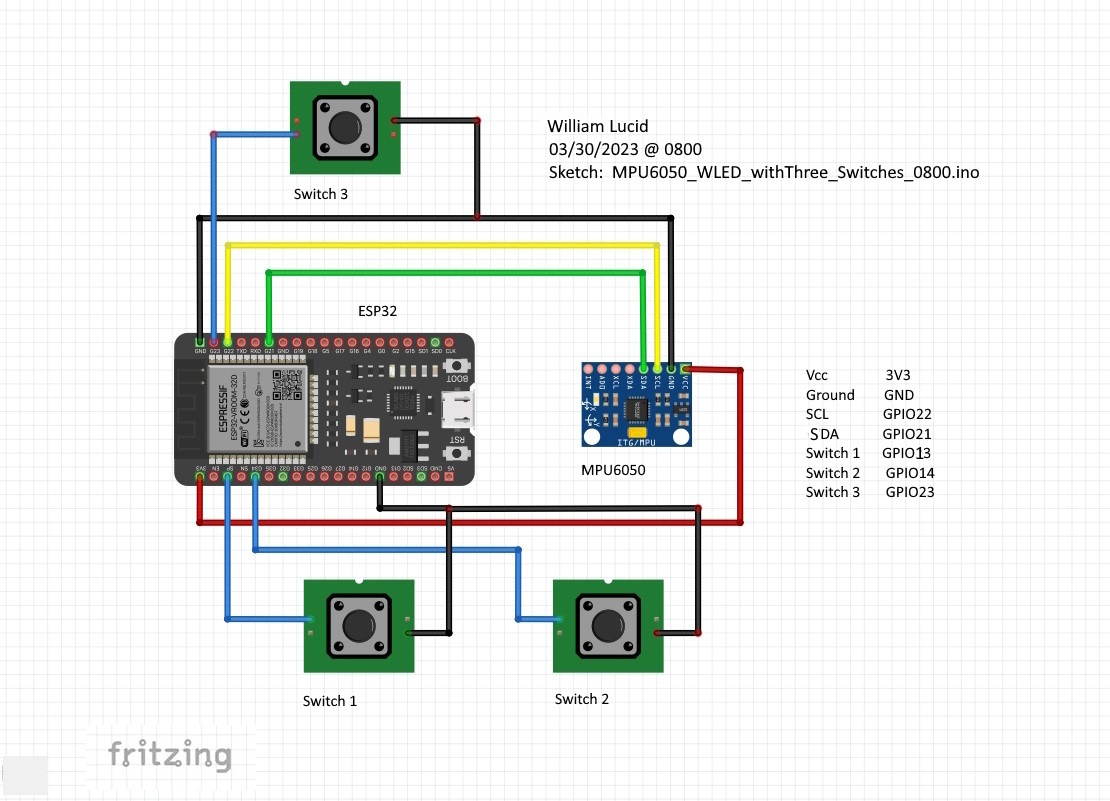 William Lucid
03/30/2023 @ 0800
Sketch: MPU6050_WLED_withThree_Switches_0800.ino
Switch 3
ESP32
GND G23 G22 TXD RXD G21 GND G19 G18 G5 G17 G16 G4 G0 G2 G15 SD1 SD0 CLK
BOOT
ESPRESSIF
ESP32-WROOM-32D
RST
3V3 EN SP SN G34 G35 G32 G33 G25 G26 G27 G14 G12 GND G13 SD2 SD3 CMD V5
INT ADO XCL XDA SDA SCL GND VCC
X
Y
ITG/MPU
MPU6050
Vcc 3V3
Ground GND
SCL GPIO22
SDA GPIO21
Switch 1 GPIO13
Switch 2 GPIO14
Switch 3 GPIO23
Switch 1
Switch 2
fritzing